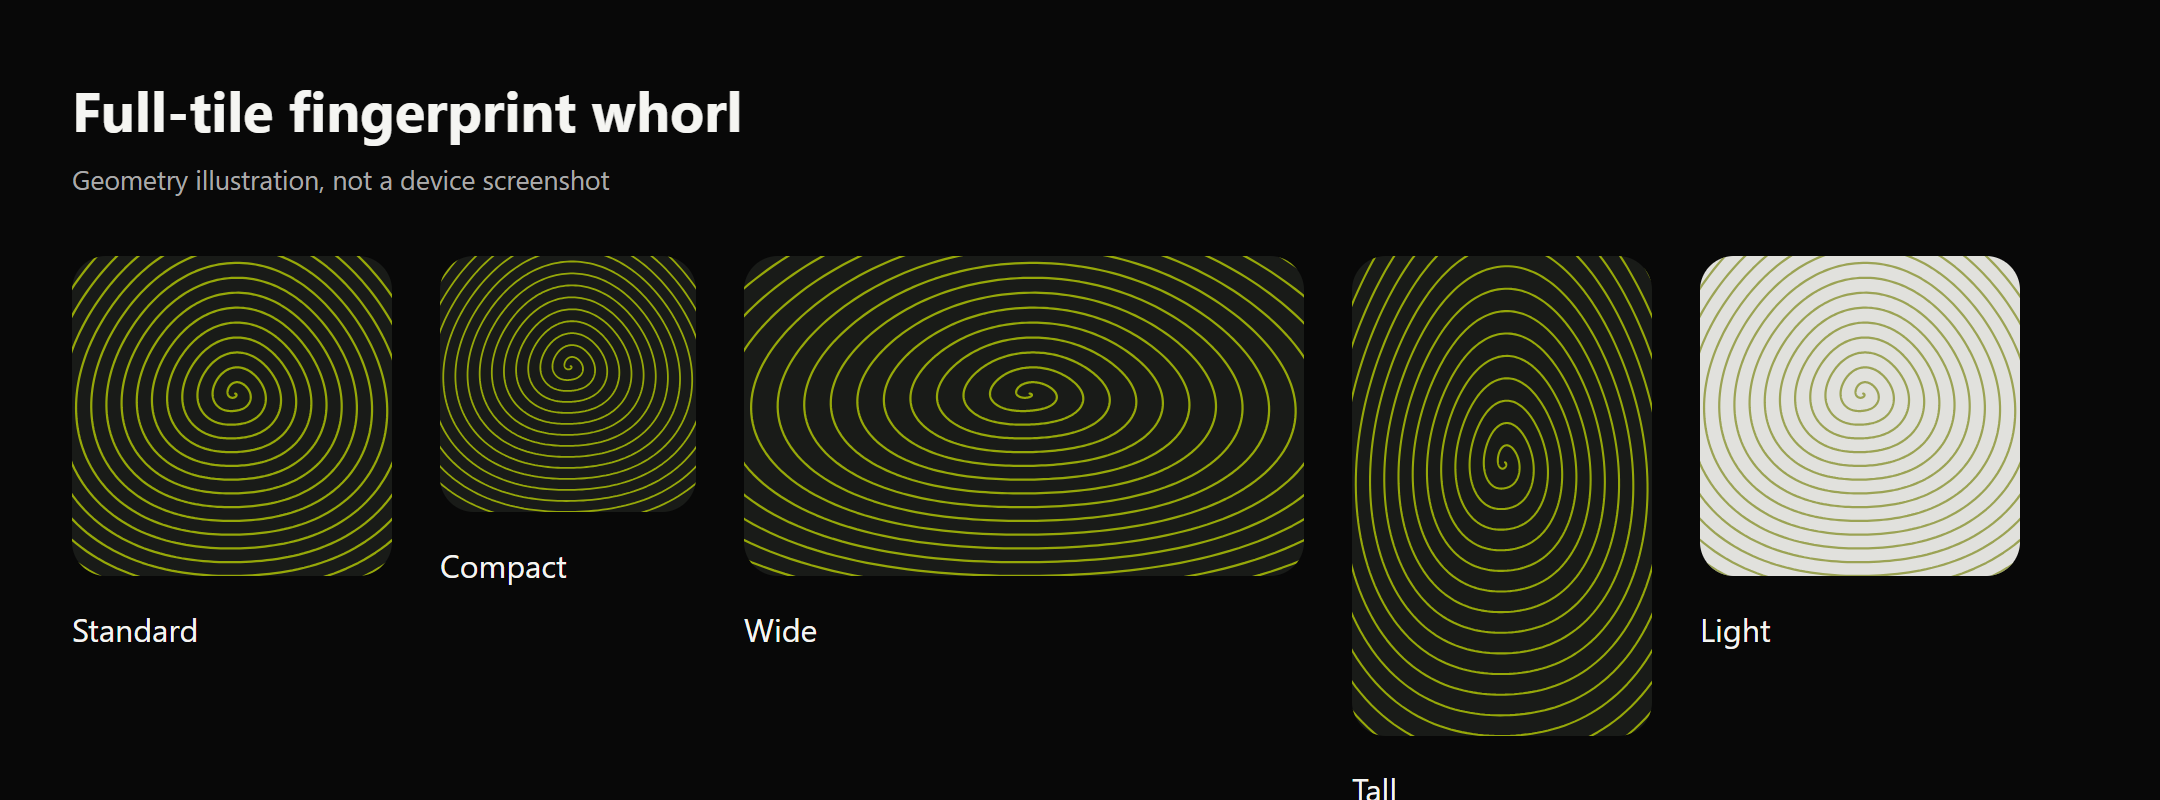 Full-tile fingerprint whorl
Geometry illustration, not a device screenshot
Compact
Standard
Wide
Light
Tall